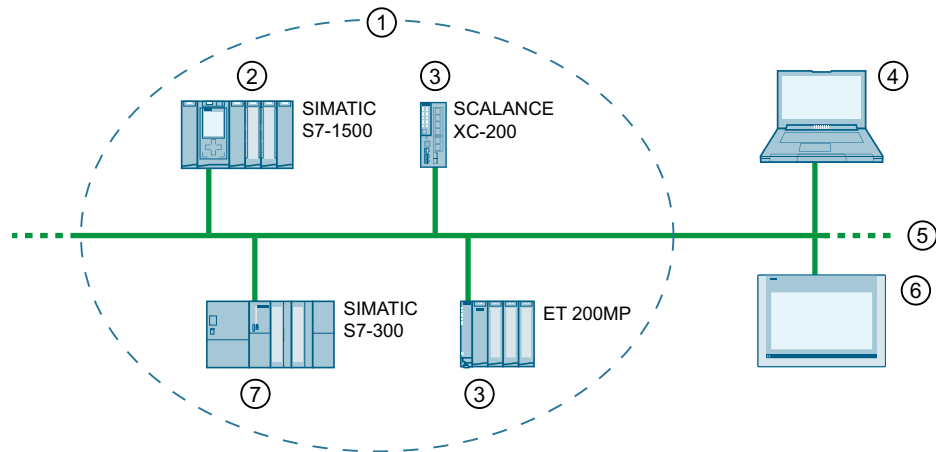 ①
②
③
④
SIMATIC
S7-1500
SCALANCE
XC-200
⑤
⑥
SIMATIC
S7-300
ET 200MP
⑦
③